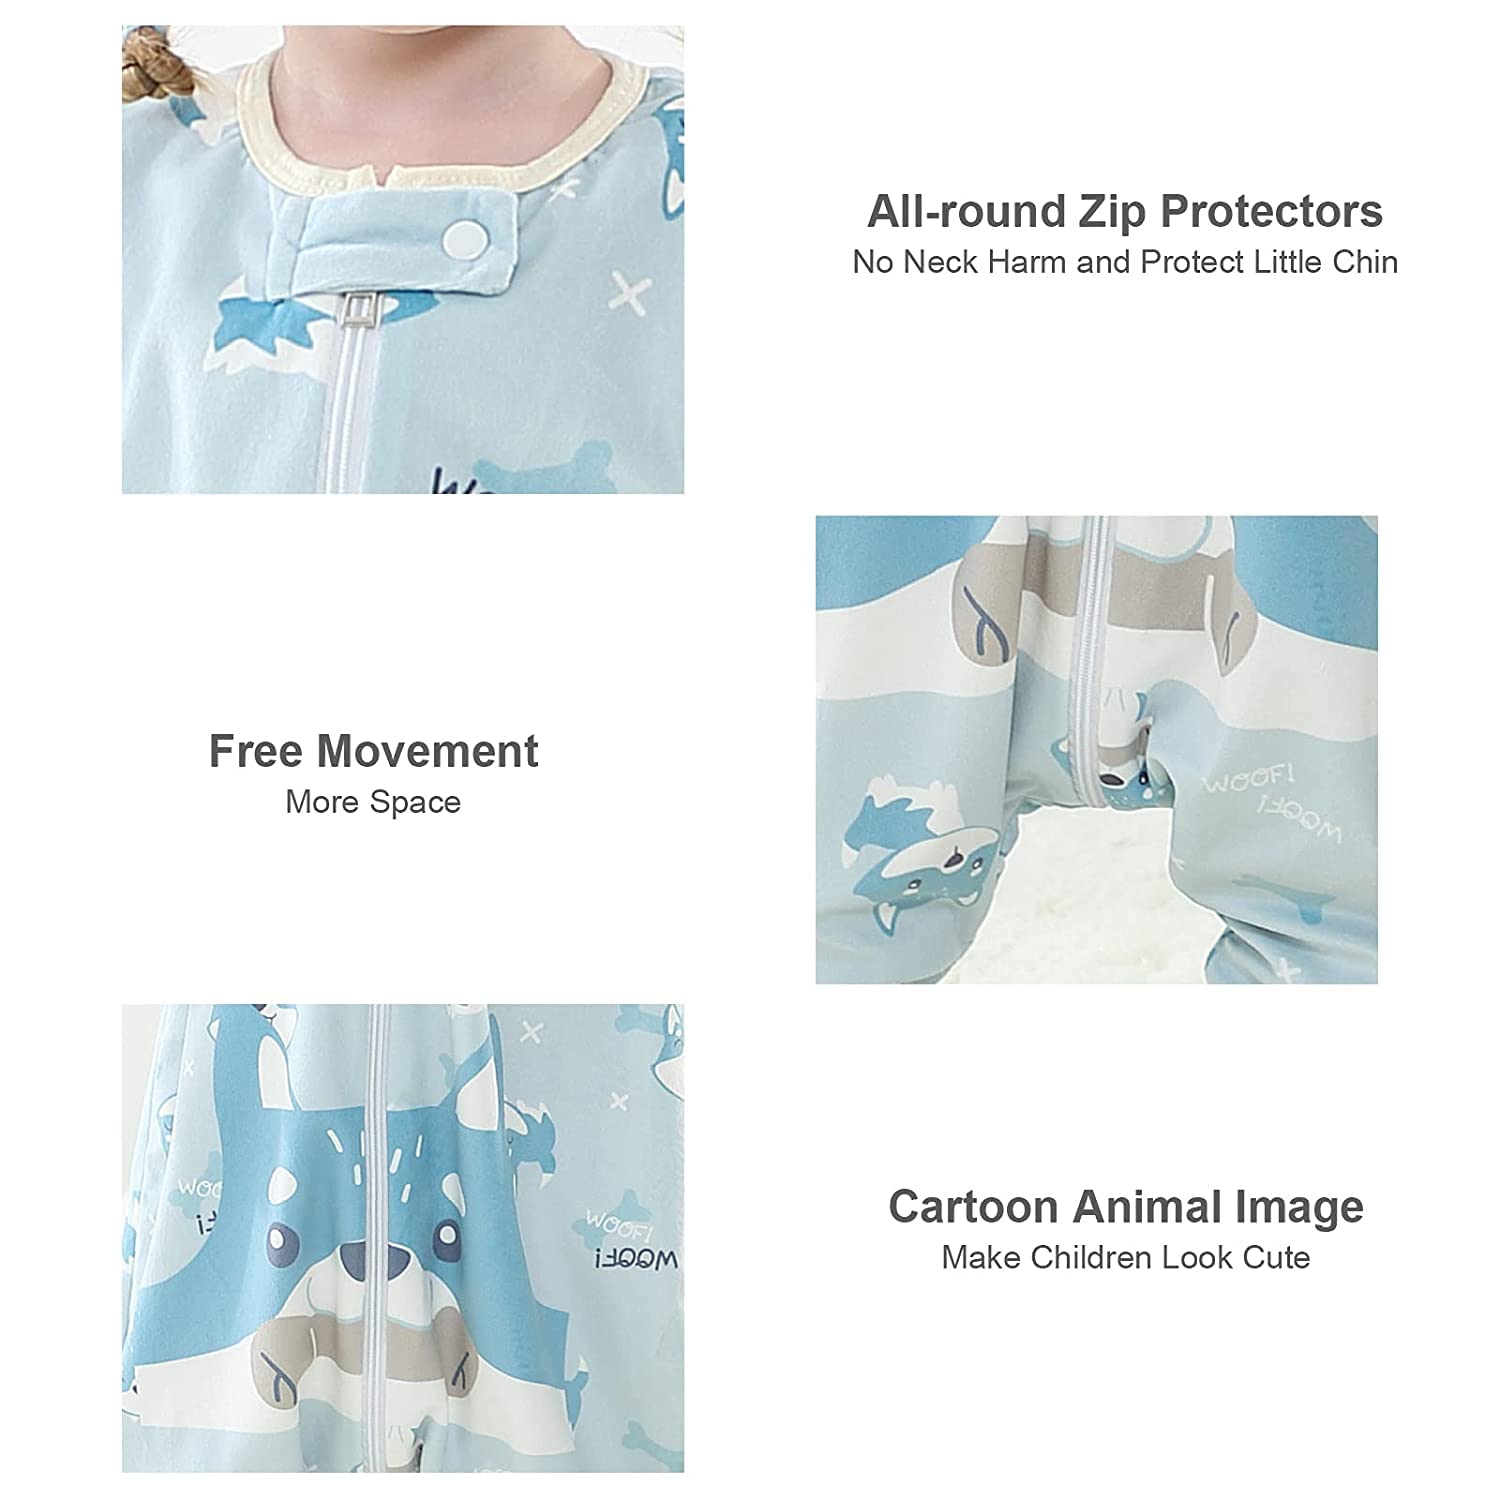 All-round Zip Protectors
No Neck Harm and Protect Little Chin
Free Movement
More Space
WOOF!
WOOF!
WOOF!
WOOF!
Cartoon Animal Image
Make Children Look Cute